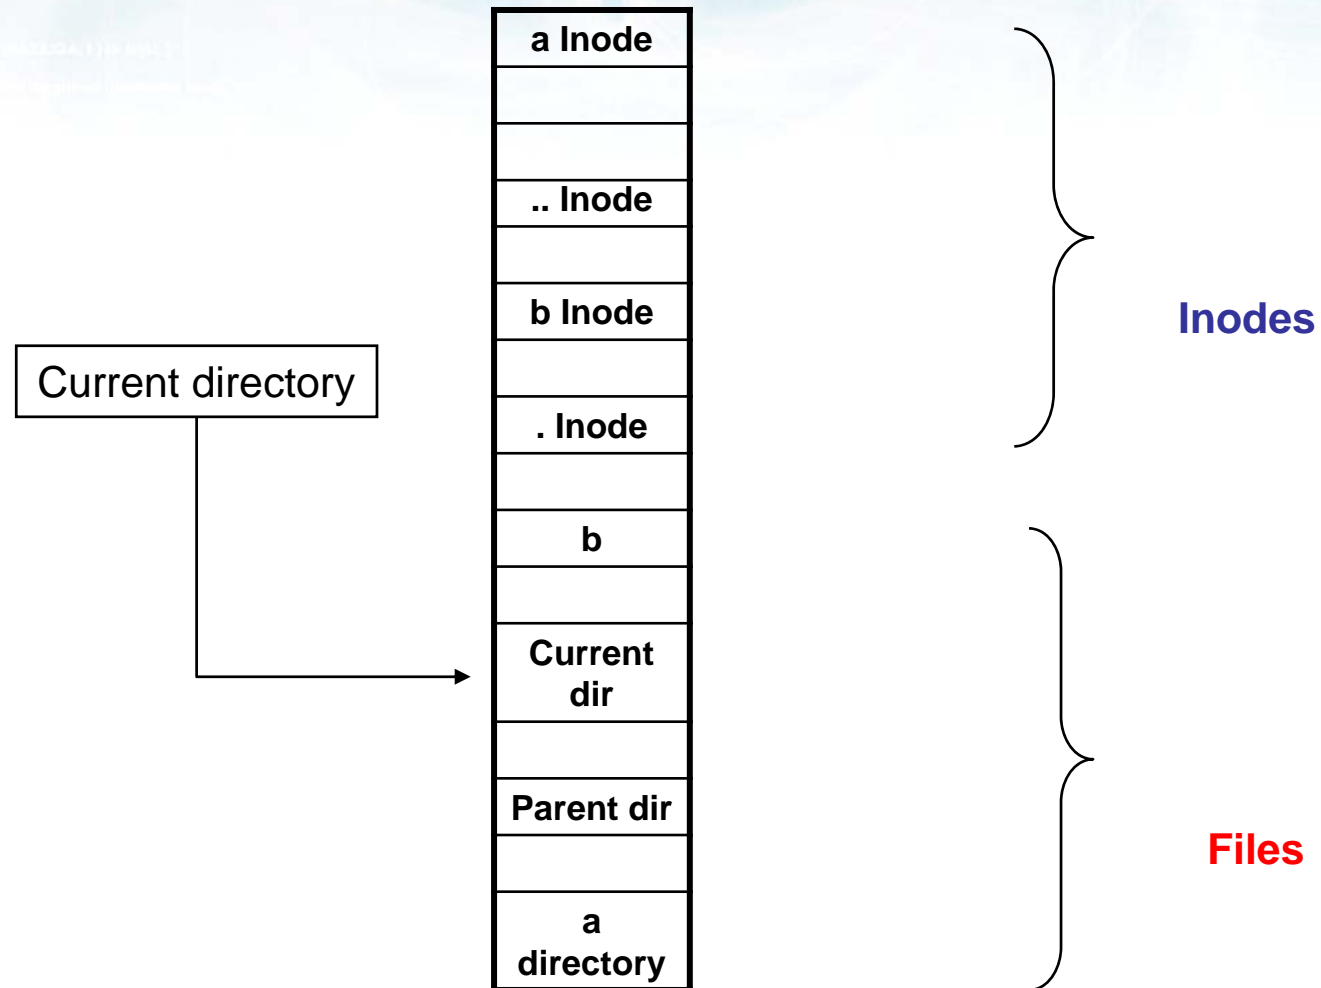 a Inode
.. Inode
b Inode
Inodes
Current directory
. Inode
b
Current
dir
Parent dir
Files
a
directory